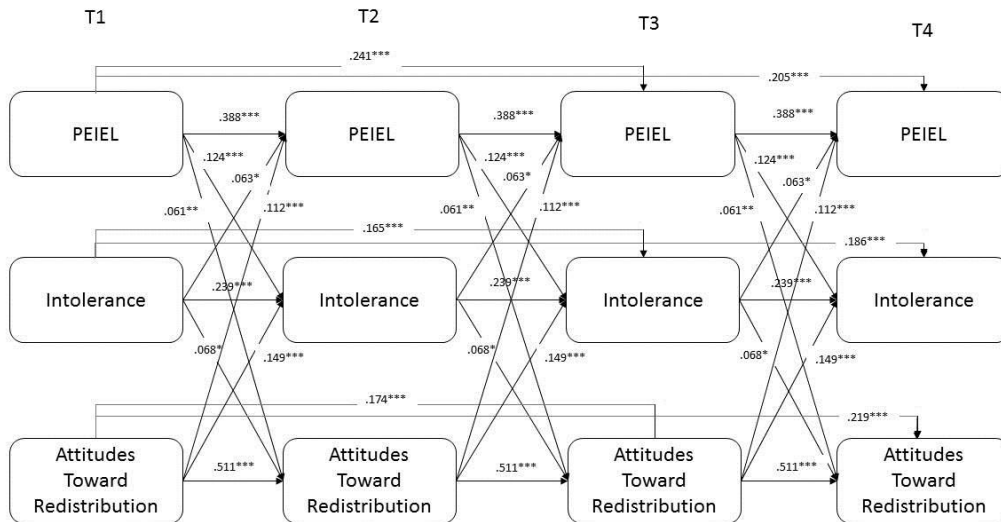 T1
T2
T3
T4
.241***
.205***
PEIEL
.388***
PEIEL
.388***
PEIEL
.388***
PEIEL
.124***
.063*
.124***
.063*
.124***
.063*
.061**
.112***
.061**
.112***
.061**
.112***
.165***
.186***
Intolerance
.239***
Intolerance
.239***
Intolerance
.239***
Intolerance
.068*
.149***
.068*
.149***
.068*
.149***
.174***
.219***
Attitudes
Toward
Redistribution
.511***
Attitudes
Toward
Redistribution
.511***
Attitudes
Toward
Redistribution
.511***
Attitudes
Toward
Redistribution